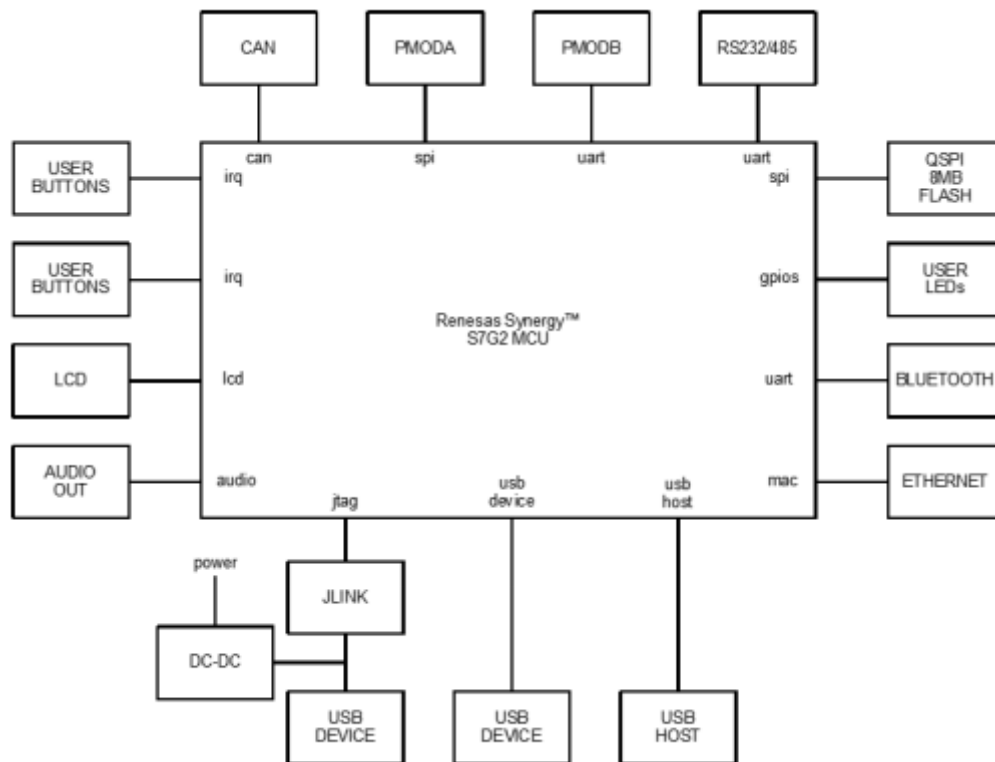 CAN
PMODA
PMODB
RS232/485
can
spi
uart
uart
USER
BUTTONS
irq
spi
QSPI
8MB
FLASH
USER
BUTTONS
irq
gpios
USER
LEDs
Renesas Synergy™
S7G2 MCU
LCD
lcd
uart
BLUETOOTH
AUDIO
OUT
audio
jtag
usb
device
usb
host
mac
ETHERNET
power
JLINK
DC-DC
USB
DEVICE
USB
DEVICE
USB
HOST